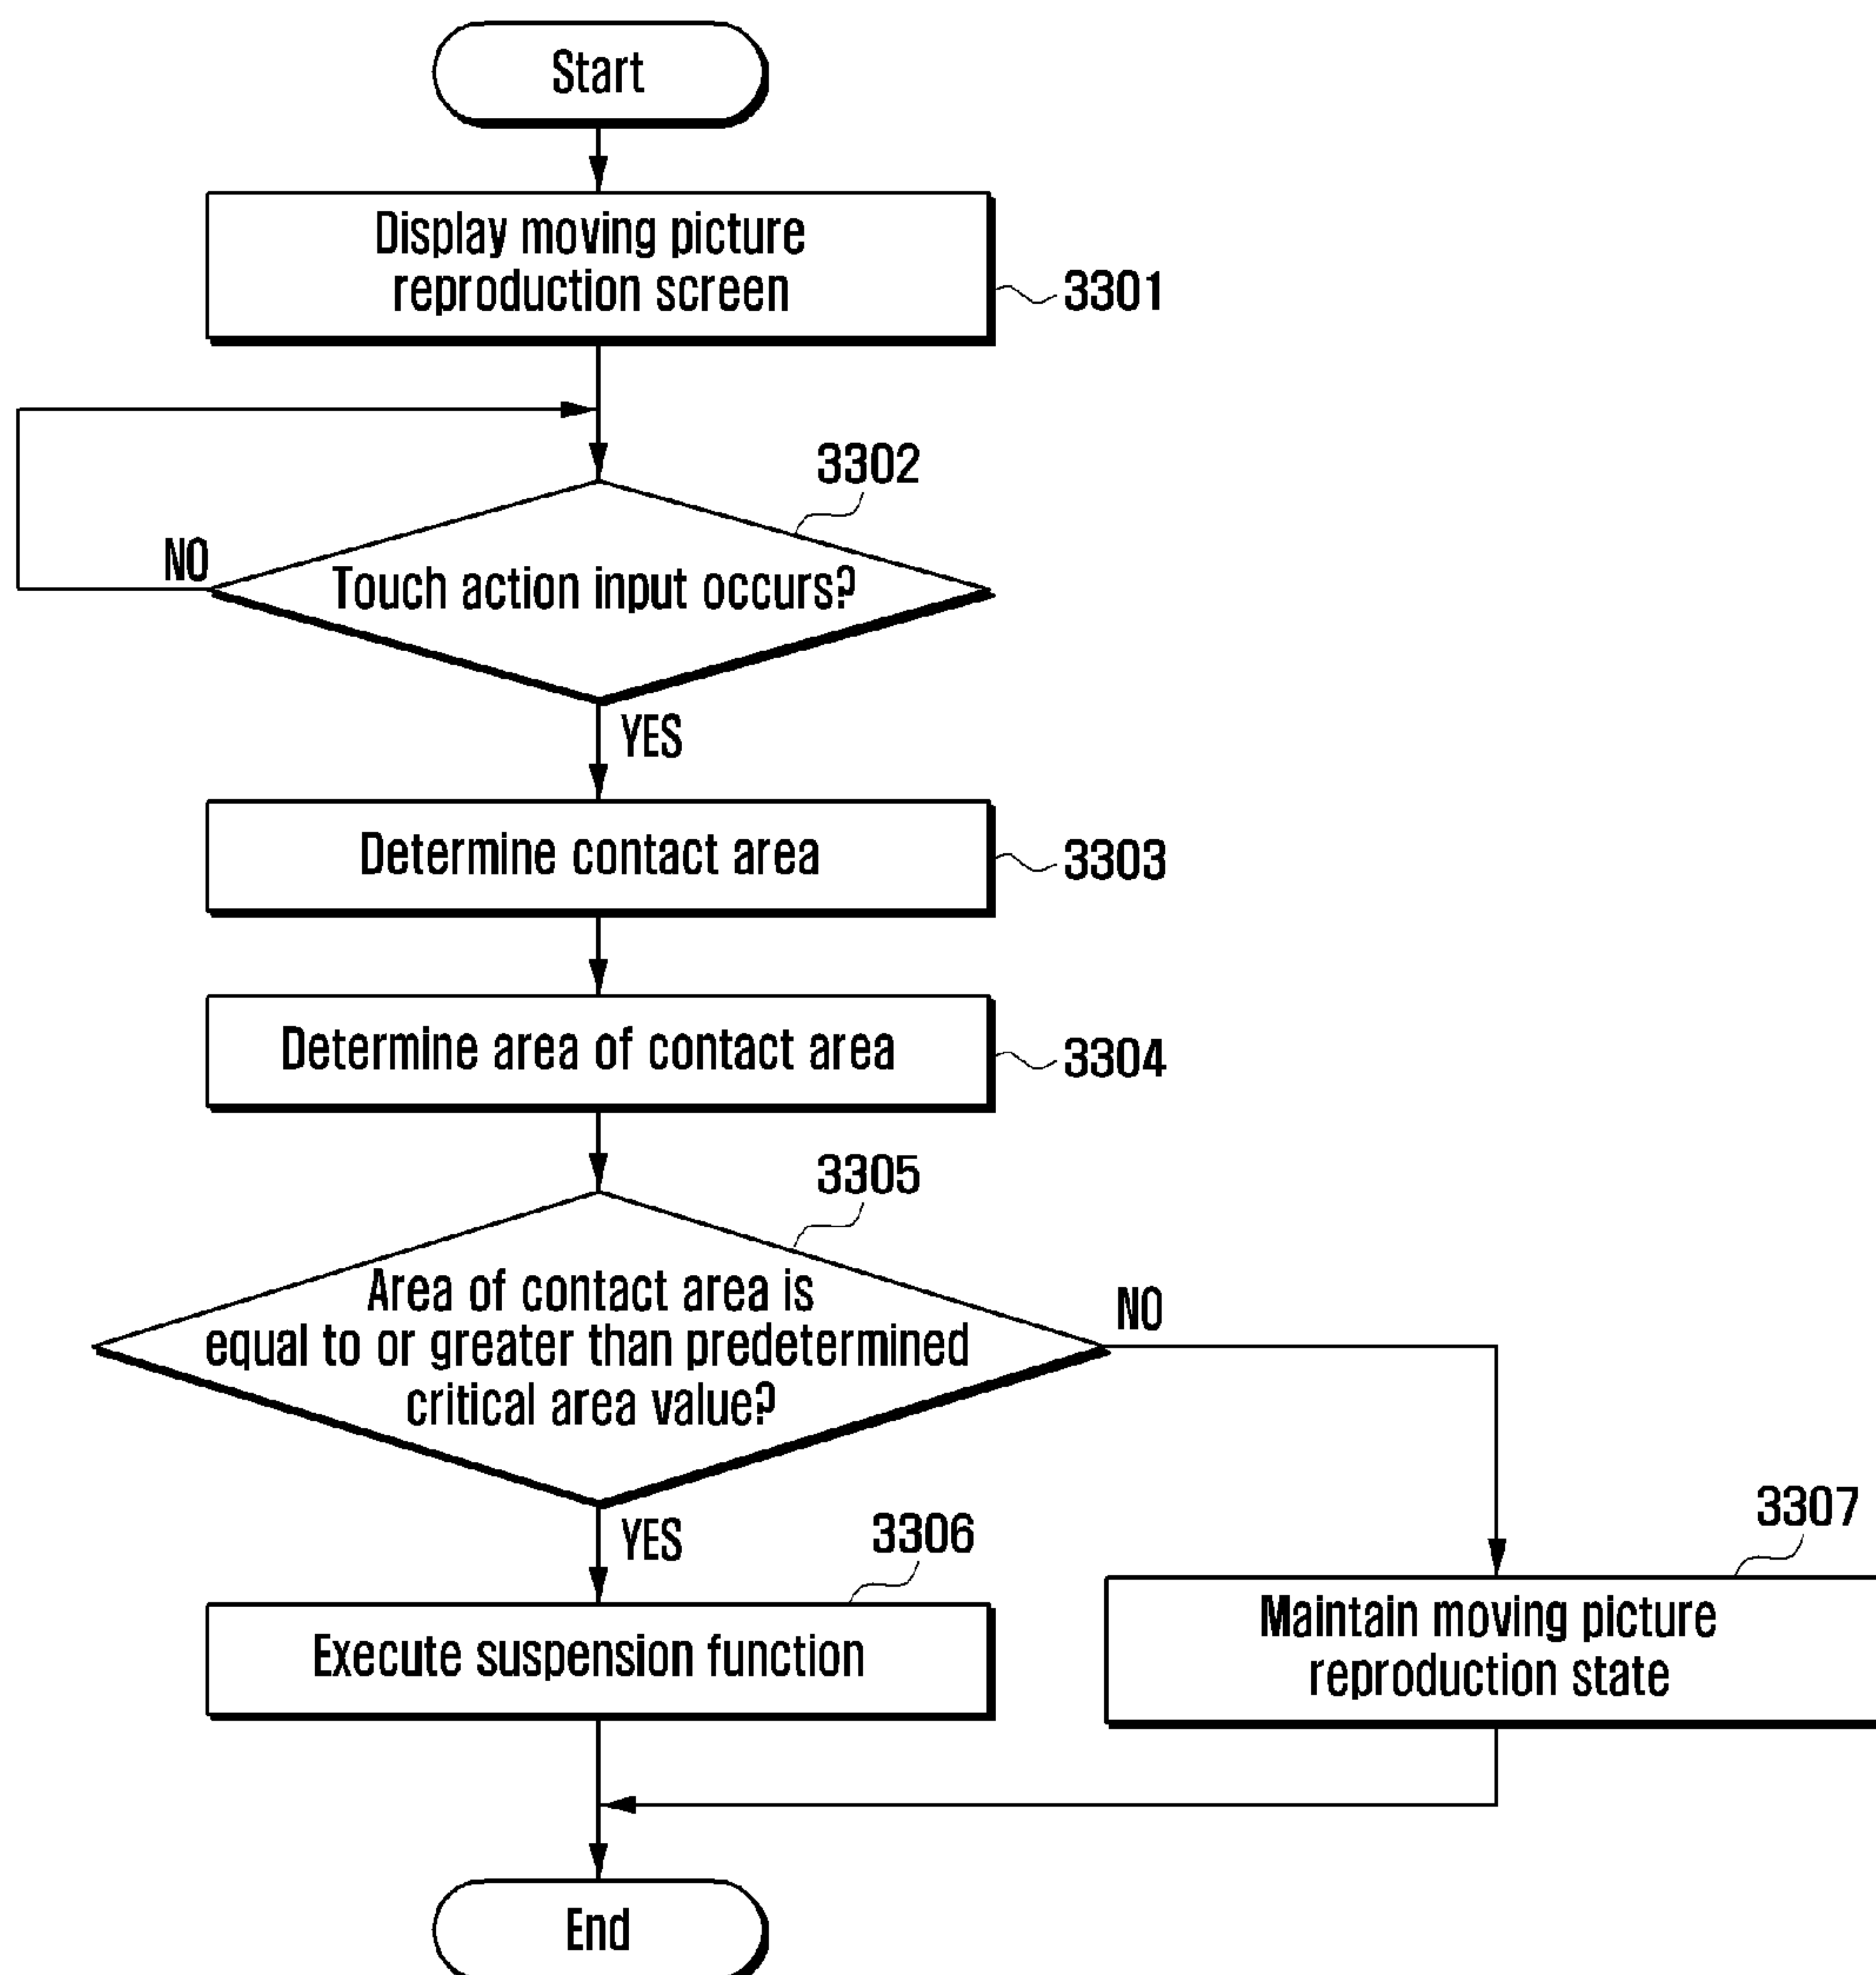 Start
Display moving picture
reproduction screen
3301
3302
NO
Touch action input occurs?
YES
Determine contact area
3303
Determine area of contact area
3304
3305
Area of contact area is
equal to or greater than predetermined
critical area value?
NO
YES
3306
3307
Execute suspension function
Maintain moving picture
reproduction state
End